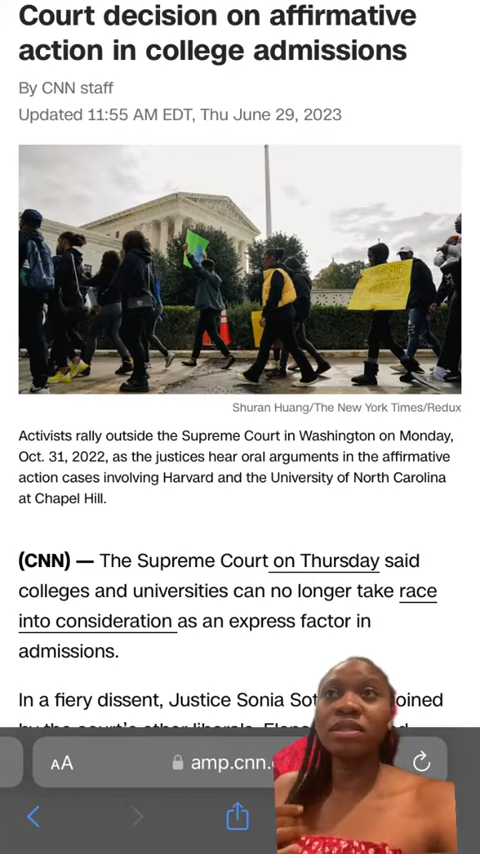 Court decision on affirmative
action in college admissions
By CNN staff
Updated 11:55 AM EDT, Thu June 29, 2023
Shuran Huang/The New York Times/Redux
Activists rally outside the Supreme Court in Washington on Monday,
Oct. 31, 2022, as the justices hear oral arguments in the affirmative
action cases involving Harvard and the University of North Carolina
at Chapel Hill.
(CNN) — The Supreme Court on Thursday said
colleges and universities can no longer take race
into consideration as an express factor in
admissions.
In a fiery dissent, Justice Sonia
AA
amp.cnn.